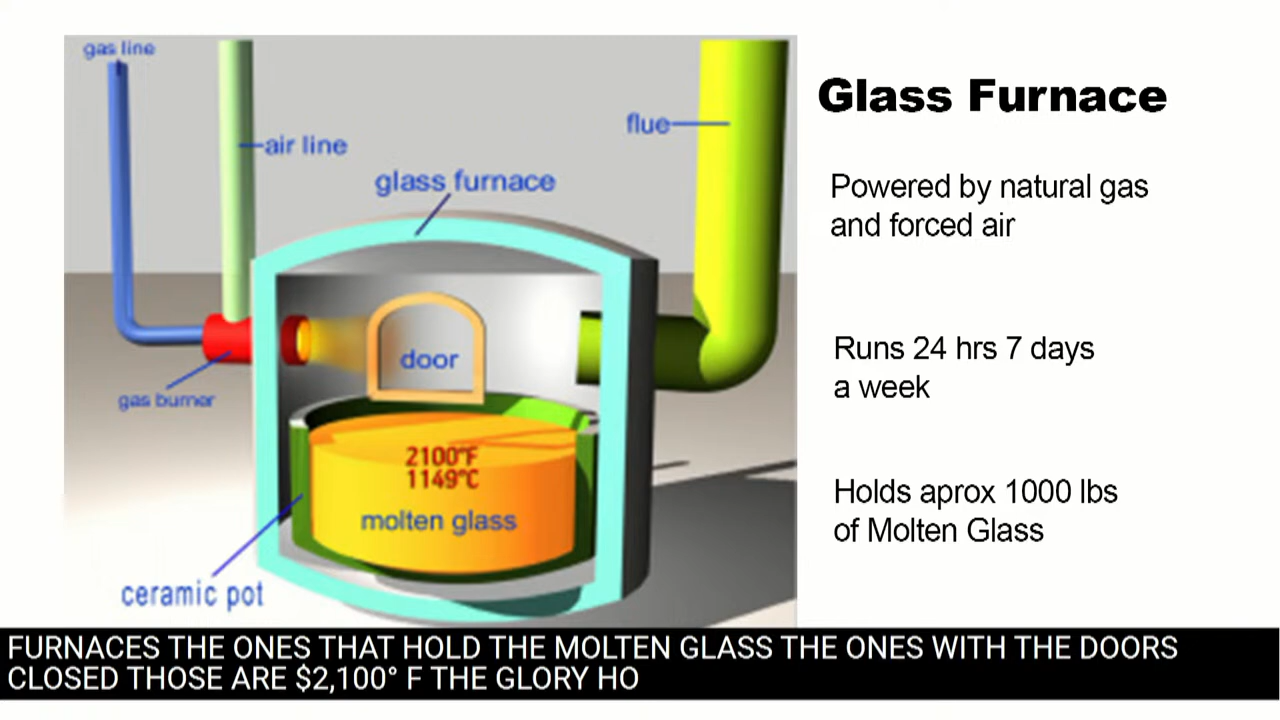 gas line
air line
flue
glass furnace
gas burner
door
2100°F
1149°C
molten glass
ceramic pot
Glass Furnace
Powered by natural gas
and forced air
Runs 24 hrs 7 days
a week
Holds aprox 1000 lbs
of Molten Glass
FURNACES THE ONES THAT HOLD THE MOLTEN GLASS THE ONES WITH THE DOORS
CLOSED THOSE ARE $2,100° F THE GLORY HO